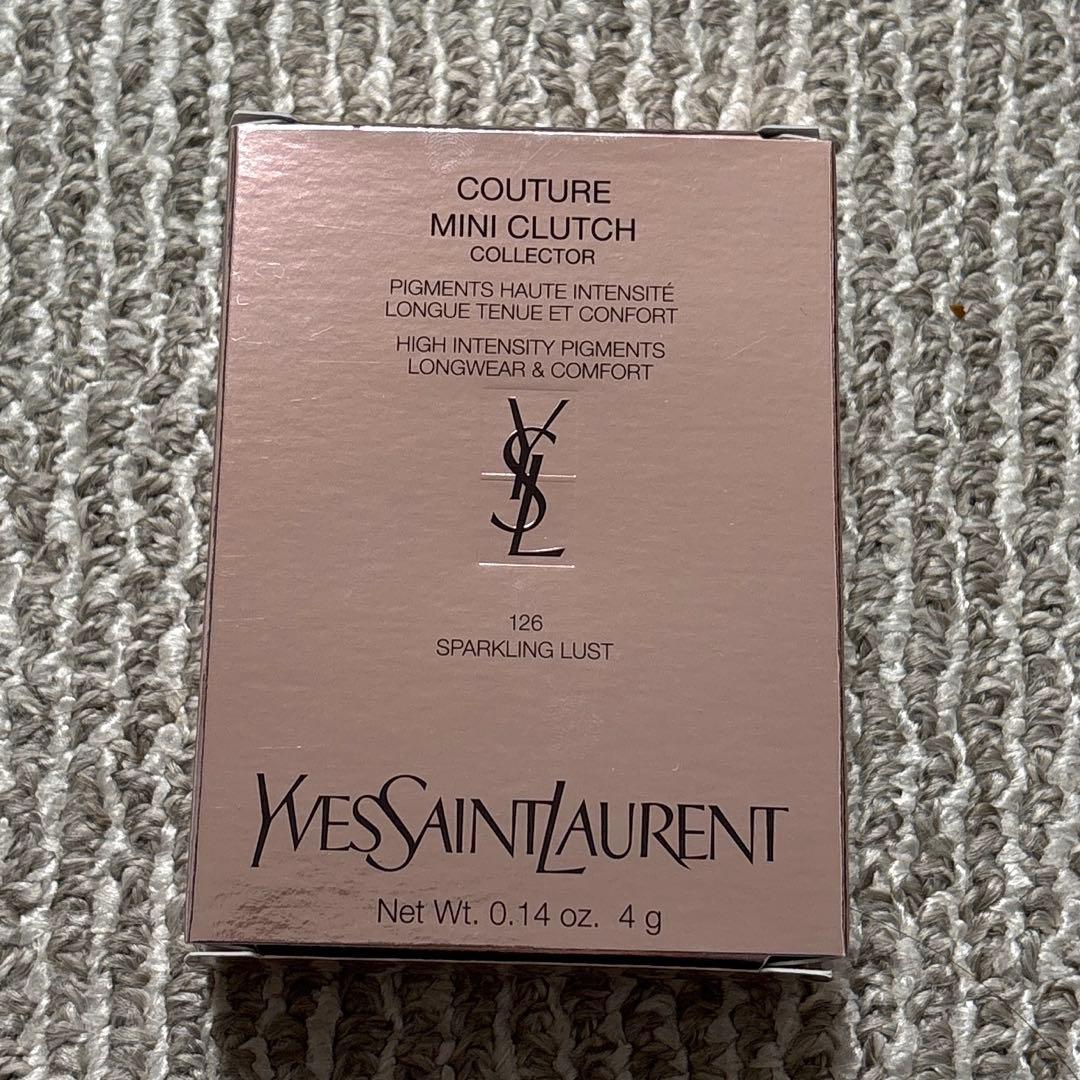 COUTURE
MINI CLUTCH
COLLECTOR
PIGMENTS HAUTE INTENSITÉ
LONGUE TENUE ET CONFORT
HIGH INTENSITY PIGMENTS
LONGWEAR & COMFORT
YSL
126
SPARKLING LUST
YVESSAINTLAURENT
Net Wt. 0.14 oz. 4 g